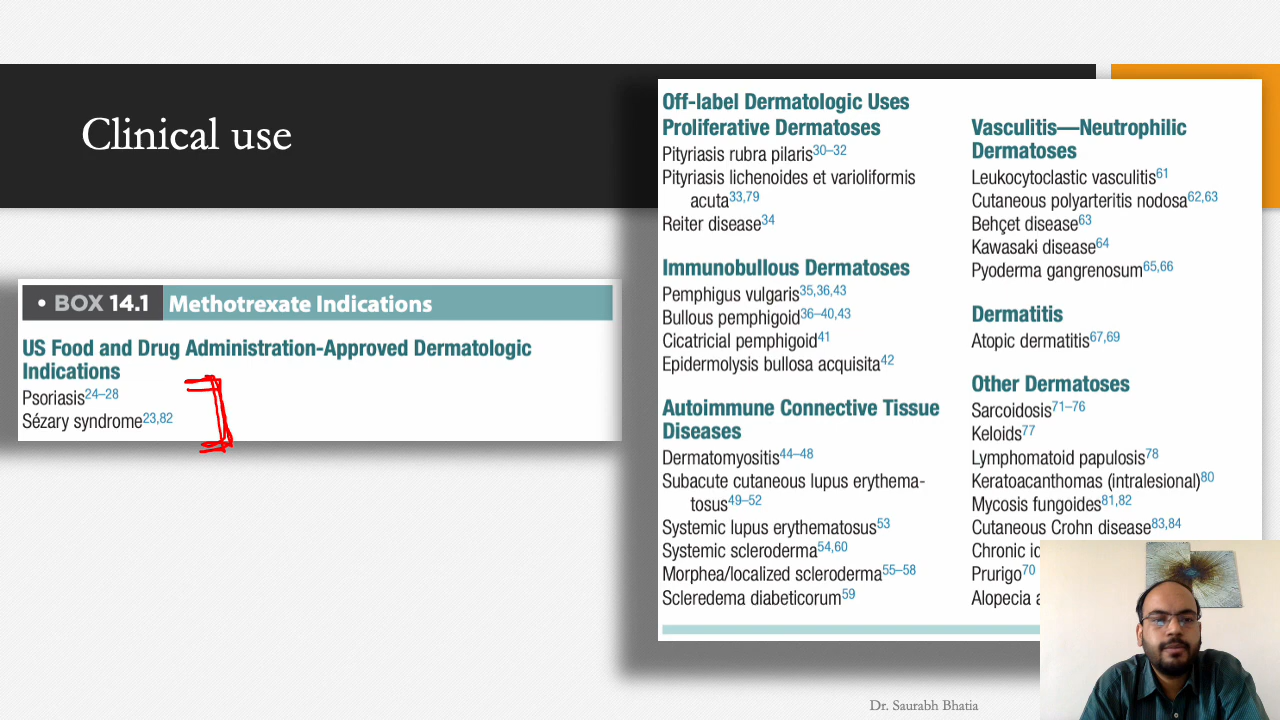 Clinical use
• BOX 14.1 Methotrexate Indications
US Food and Drug Administration-Approved Dermatologic
Indications
Psoriasis24–28
Sézary syndrome23,82
Off-label Dermatologic Uses
Proliferative Dermatoses
Pityriasis rubra pilaris30–32
Pityriasis lichenoides et varioliformis
acuta33,79
Reiter disease34
Immunobullous Dermatoses
Pemphigus vulgaris35,36,43
Bullous pemphigoid36–40,43
Cicatricial pemphigoid41
Epidermolysis bullosa acquisita42
Autoimmune Connective Tissue
Diseases
Dermatomyositis44–48
Subacute cutaneous lupus erythema-
tosus49–52
Systemic lupus erythematosus53
Systemic scleroderma54,60
Morphea/localized scleroderma55–58
Scleredema diabeticorum59
Vasculitis—Neutrophilic
Dermatoses
Leukocytoclastic vasculitis61
Cutaneous polyarteritis nodosa62,63
Behçet disease63
Kawasaki disease64
Pyoderma gangrenosum65,66
Dermatitis
Atopic dermatitis67,69
Other Dermatoses
Sarcoidosis71–76
Keloids77
Lymphomatoid papulosis78
Keratoacanthomas (intralesional)80
Mycosis fungoides81,82
Cutaneous Crohn disease83,84
Chronic
Prurigo70
Alopecia
Dr. Saurabh Bhatia